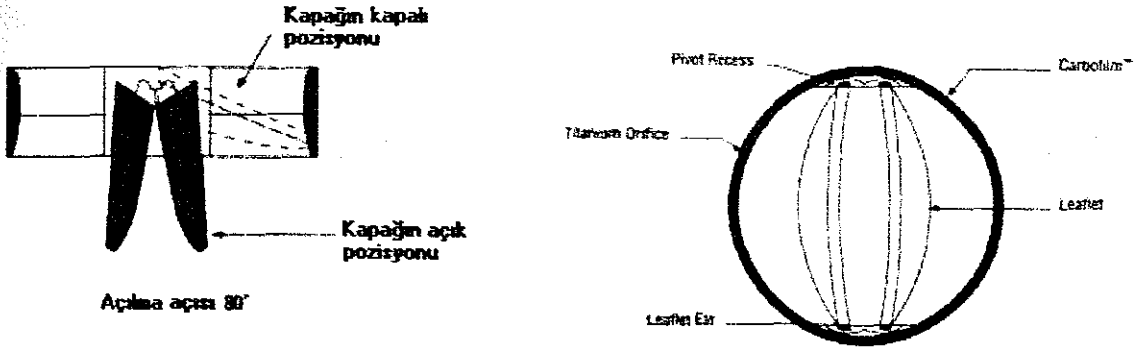 Kapağın kapalı
pozisyonu
Kapağın açık
pozisyonu
Açılma açısı 80°
Pivot Recess
Carbofilm™
Titanium Orifice
Leaflet
Leaflet Ear